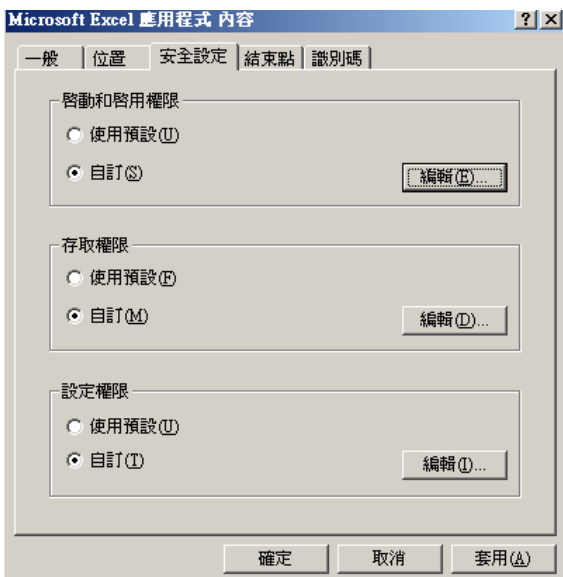 Microsoft Excel 應用程式 內容
一般 位置 安全設定 結束點 識別碼
啓動和啓用權限
使用預設(U)
自訂(S) 編輯(E)...
存取權限
使用預設(F)
自訂(M) 編輯(D)...
設定權限
使用預設(U)
自訂(T) 編輯(I)...
確定 取消 套用(A)